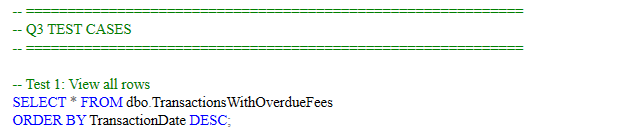 -- ==============================================================
-- Q3 TEST CASES
-- ==============================================================
-- Test 1: View all rows
SELECT * FROM dbo.TransactionsWithOverdueFees
ORDER BY TransactionDate DESC;